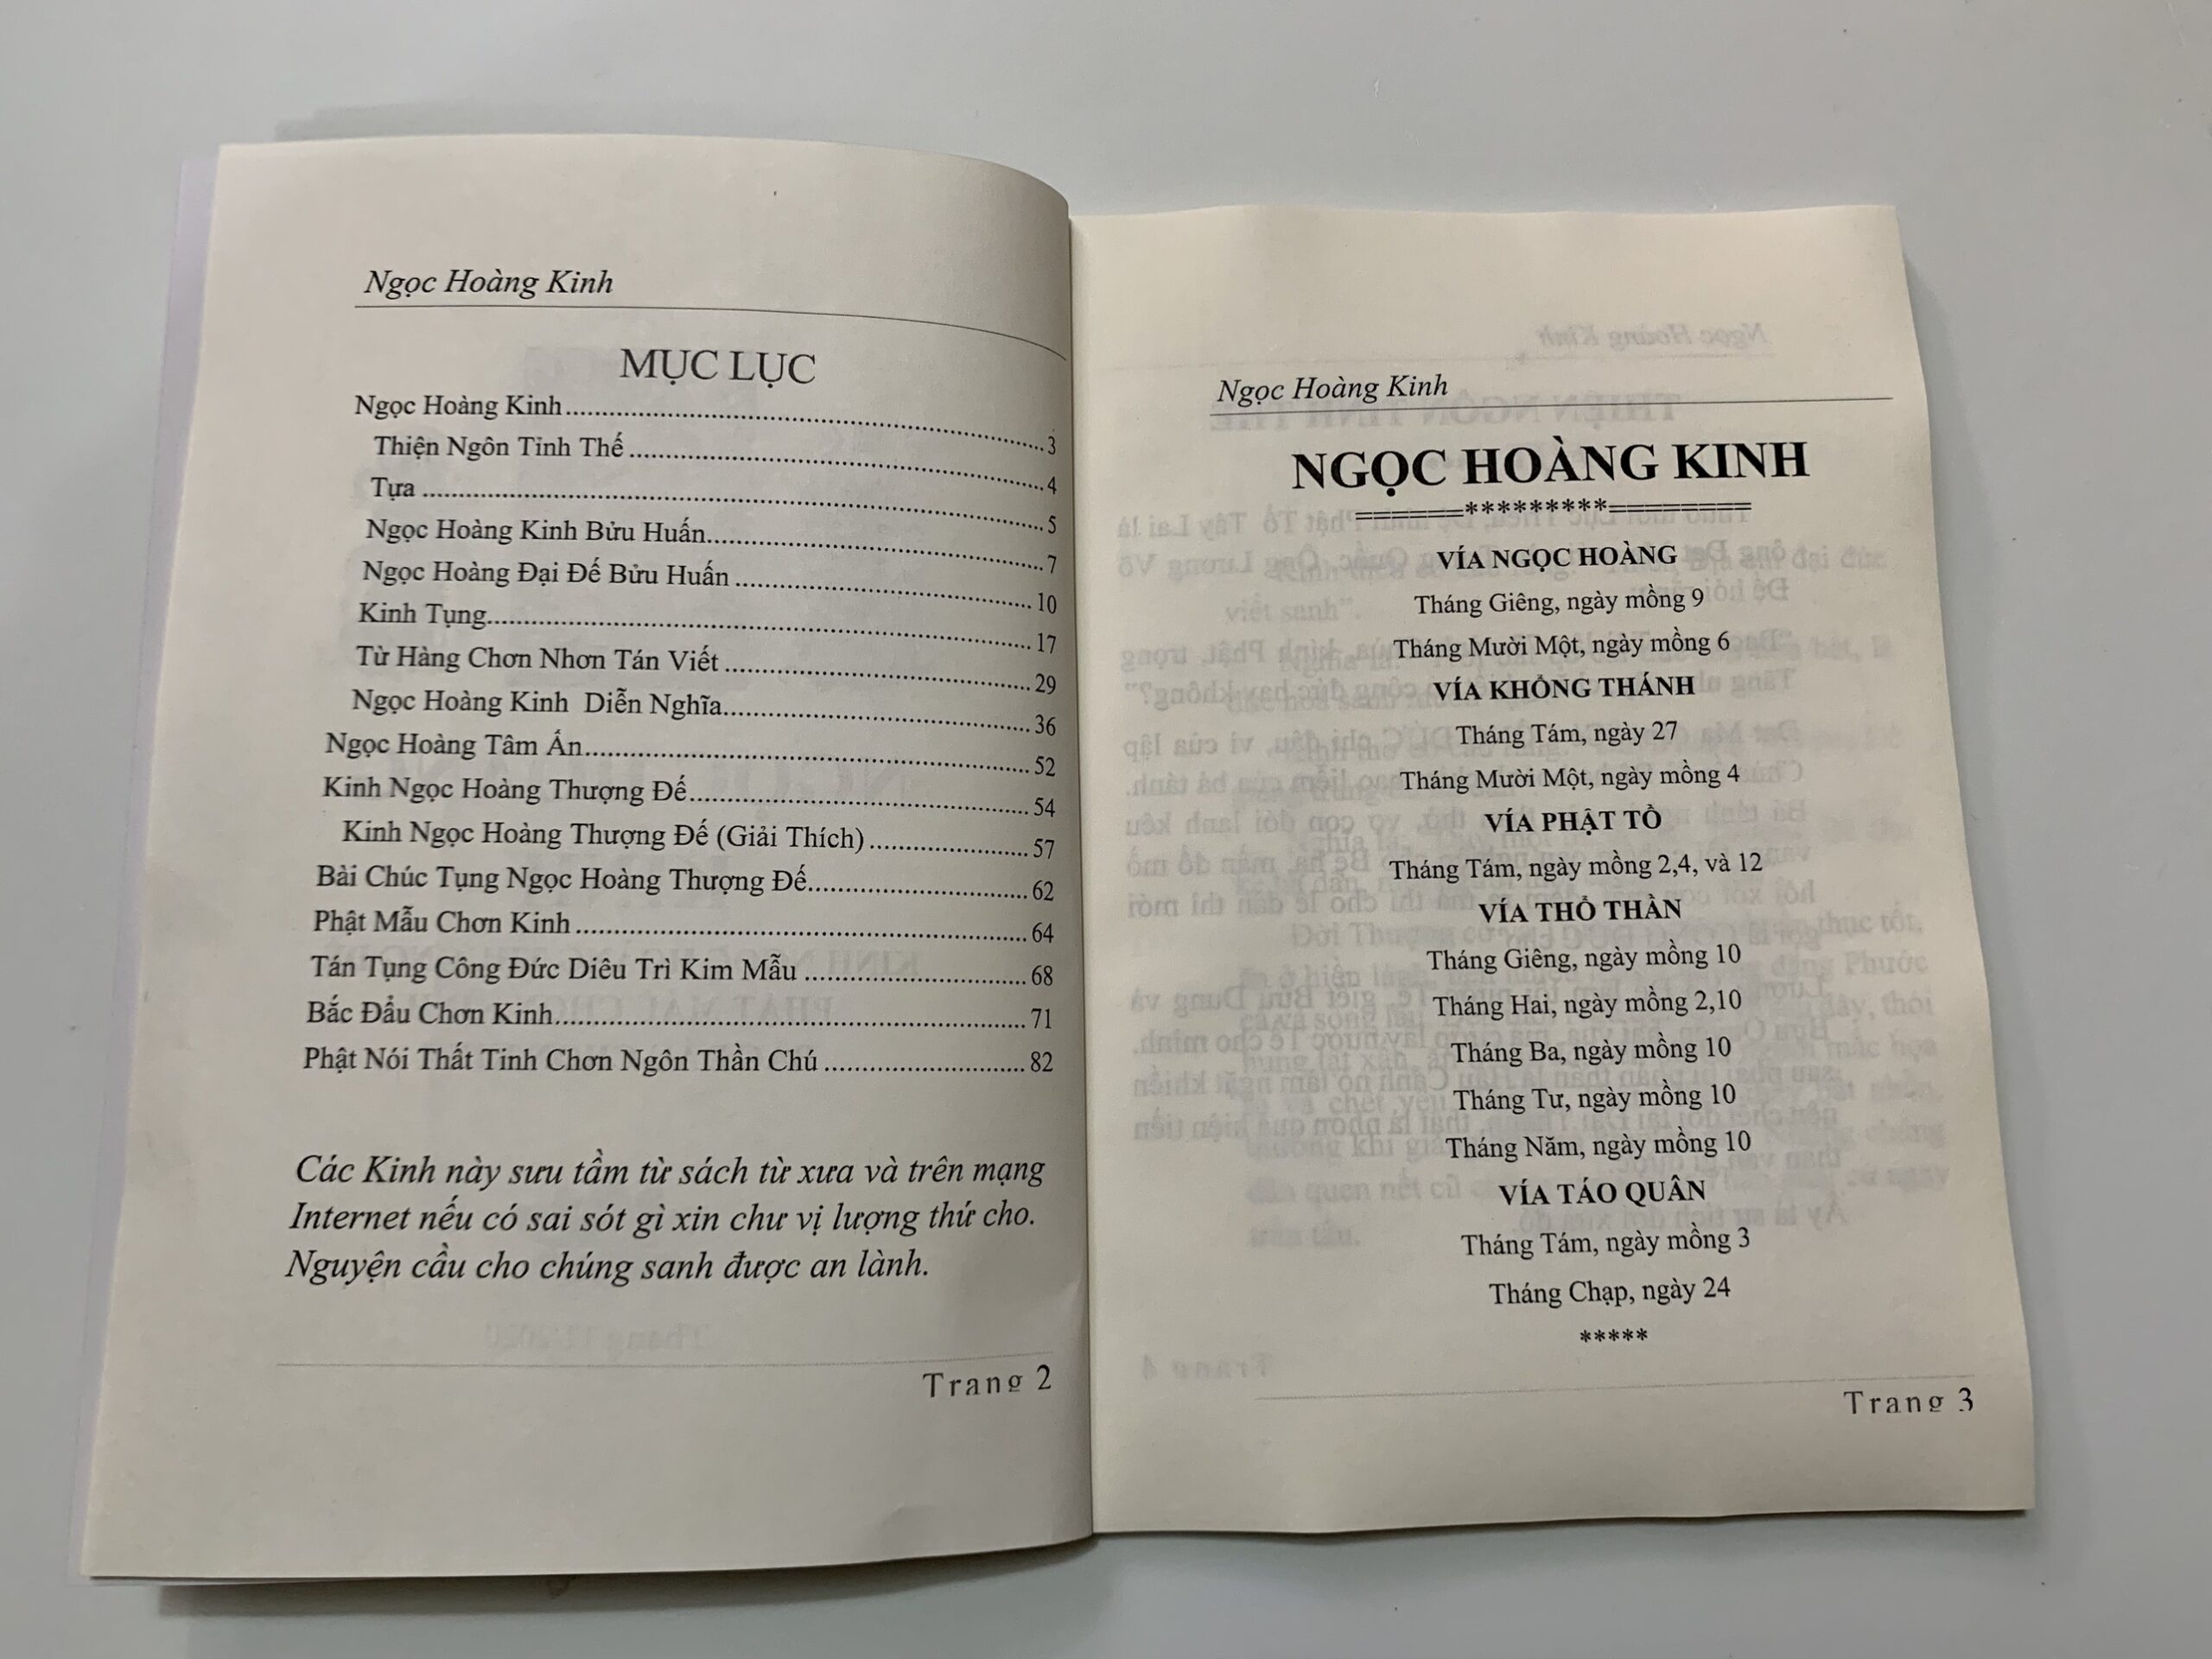 Ngọc Hoàng Kinh
MỤC LỤC
Ngọc Hoàng Kinh........................................3
Thiện Ngôn Tỉnh Thế........................................4
Tựa........................................5
Ngọc Hoàng Kinh Bửu Huấn........................................7
Ngọc Hoàng Đại Đế Bửu Huấn........................................10
Kinh Tụng........................................17
Từ Hàng Chơn Nhơn Tán Viết........................................29
Ngọc Hoàng Kinh  Diễn Nghĩa........................................36
Ngọc Hoàng Tâm Ấn........................................52
Kinh Ngọc Hoàng Thượng Đế........................................54
Kinh Ngọc Hoàng Thượng Đế (Giải Thích)....................57
Bài Chúc Tụng Ngọc Hoàng Thượng Đế....................62
Phật Mẫu Chơn Kinh........................................64
Tán Tụng Công Đức Diêu Trì Kim Mẫu....................68
Bắc Đẩu Chơn Kinh........................................71
Phật Nói Thất Tinh Chơn Ngôn Thần Chú....................82
Các Kinh này sưu tầm từ sách từ xưa và trên mạng
Internet nếu có sai sót gì xin chư vị lượng thứ cho.
Nguyện cầu cho chúng sanh được an lành.
Trang 2
Ngọc Hoàng Kinh
NGỌC HOÀNG KINH
======*********========
VÍA NGỌC HOÀNG
Tháng Giêng, ngày mồng 9
Tháng Mười Một, ngày mồng 6
VÍA KHỔNG THÁNH
Tháng Tám, ngày 27
Tháng Mười Một, ngày mồng 4
VÍA PHẬT TỔ
Tháng Tám, ngày mồng 2,4, và 12
VÍA THỔ THẦN
Tháng Giêng, ngày mồng 10
Tháng Hai, ngày mồng 2,10
Tháng Ba, ngày mồng 10
Tháng Tư, ngày mồng 10
Tháng Năm, ngày mồng 10
VÍA TÁO QUÂN
Tháng Tám, ngày mồng 3
Tháng Chạp, ngày 24
*****
Trang 3